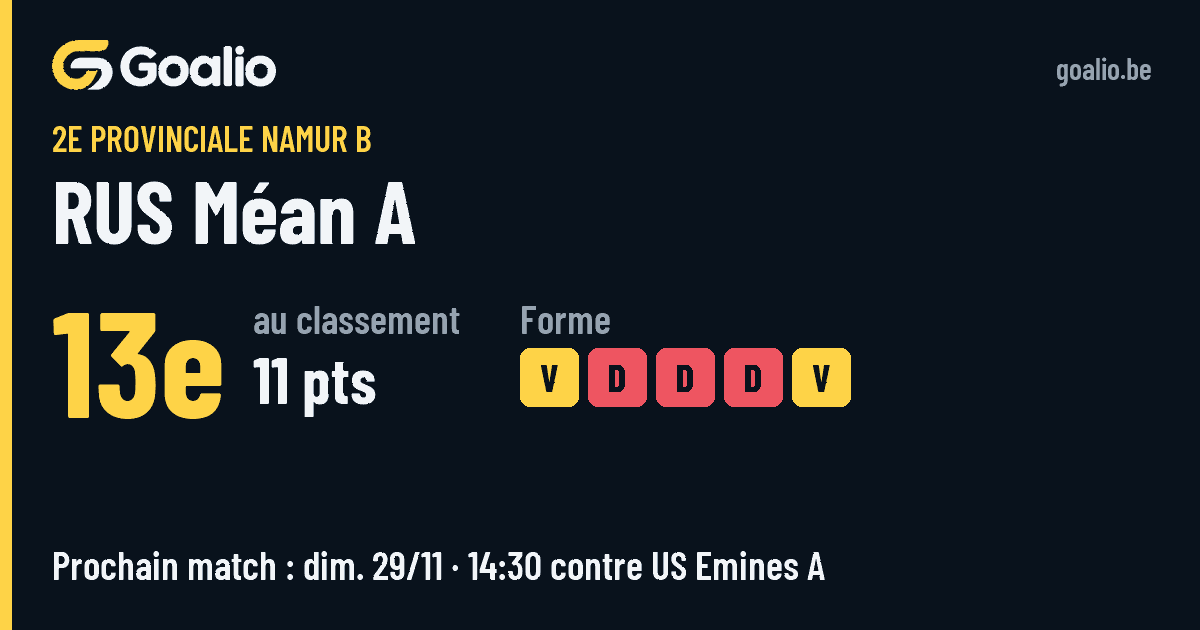 Goalio
goalio.be
2E PROVINCIALE NAMUR B
RUS Méan A
13e
au classement
11 pts
Forme
V D D D V
Prochain match : dim. 29/11 · 14:30 contre US Emines A